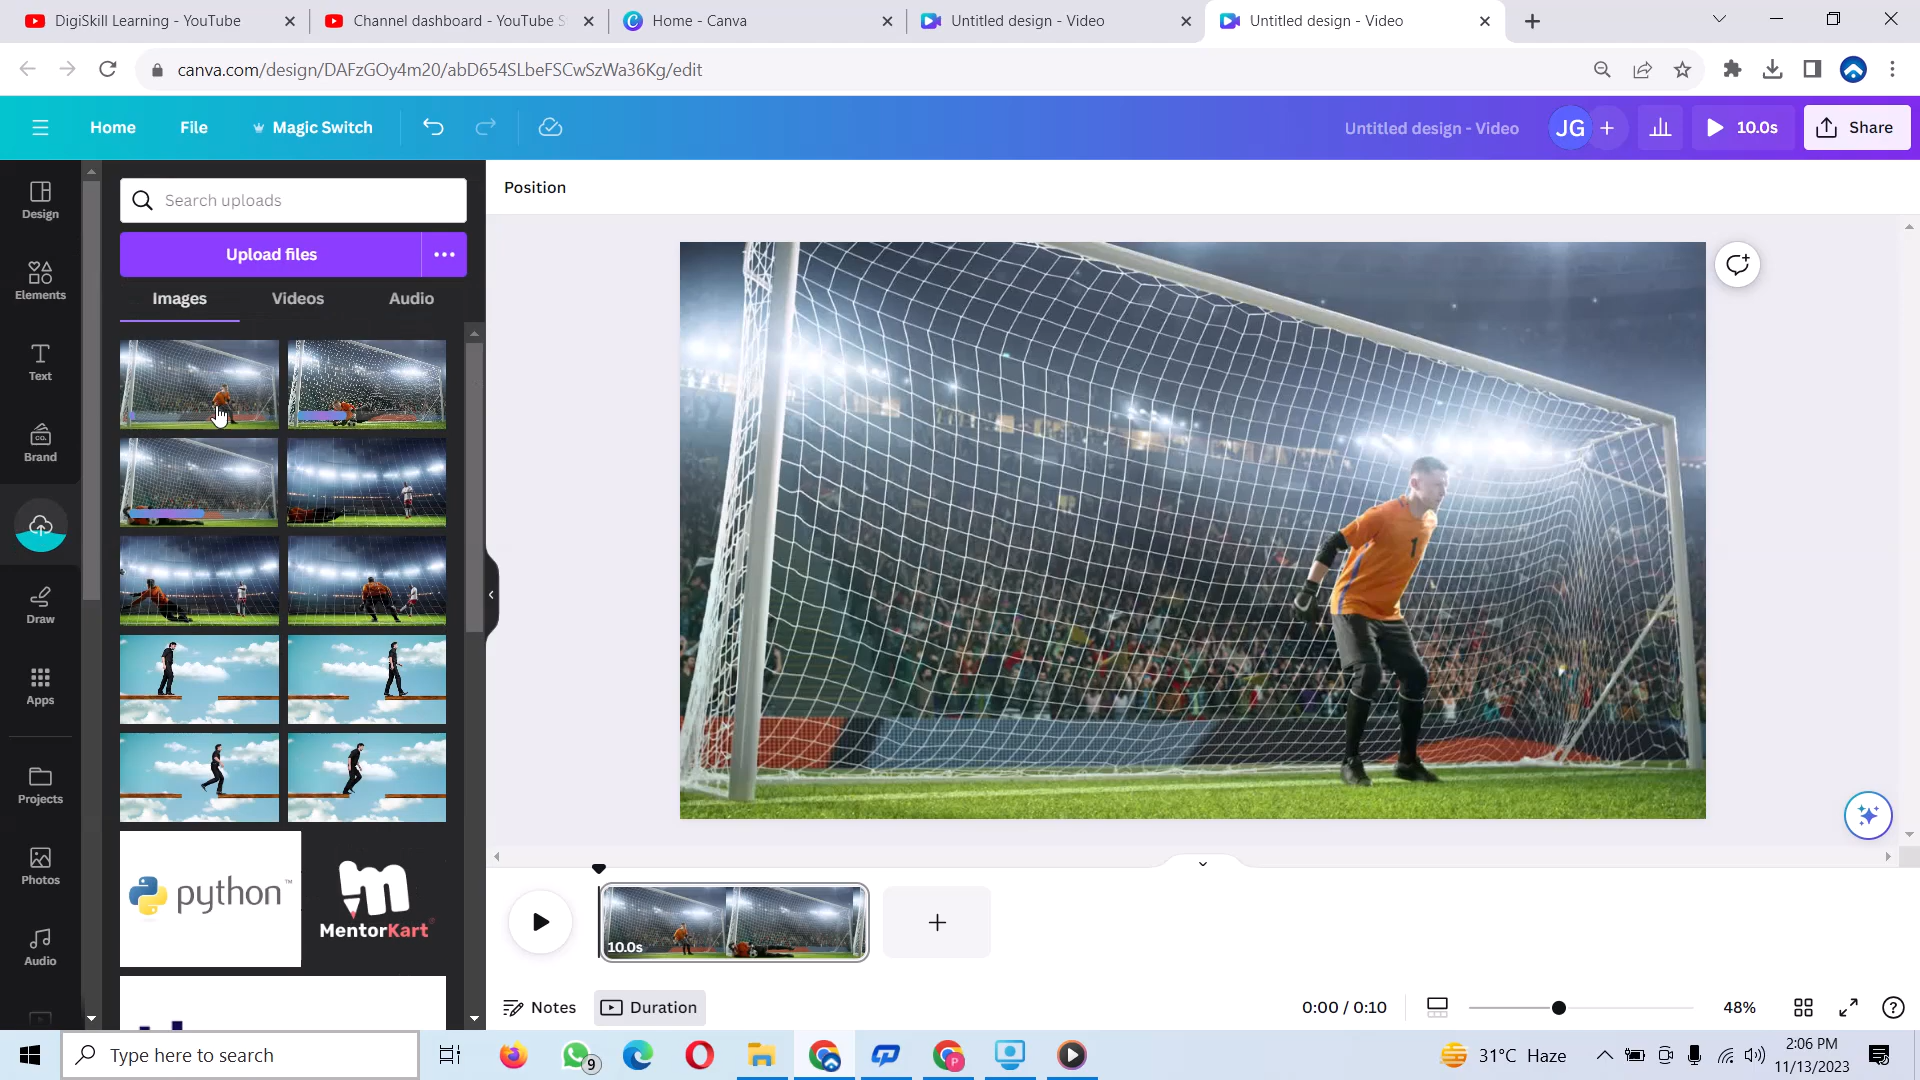 DigiSkill Learning - YouTube
Channel dashboard - YouTube S
Home - Canva
Untitled design - Video
Untitled design - Video
canva.com/design/DAFzGOy4m20/abD654SLbeFSCwSzWa36Kg/edit
Home
File
Magic Switch
Untitled design - Video
JG
10.0s
Share
Design
Elements
Text
Brand
Draw
Apps
Projects
Photos
Audio
Search uploads
Upload files
Images
Videos
Audio
python™
MentorKart
Position
1
10.0s
Notes
Duration
0:00 / 0:10
48%
Type here to search
9
31°C Haze
2:06 PM
11/13/2023